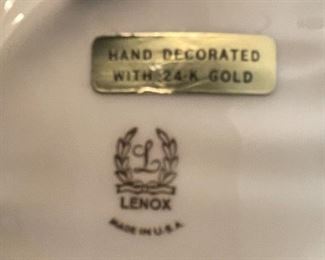 HAND DECORATED
WITH 24-K GOLD
L
LENOX
MADE IN U.S.A.